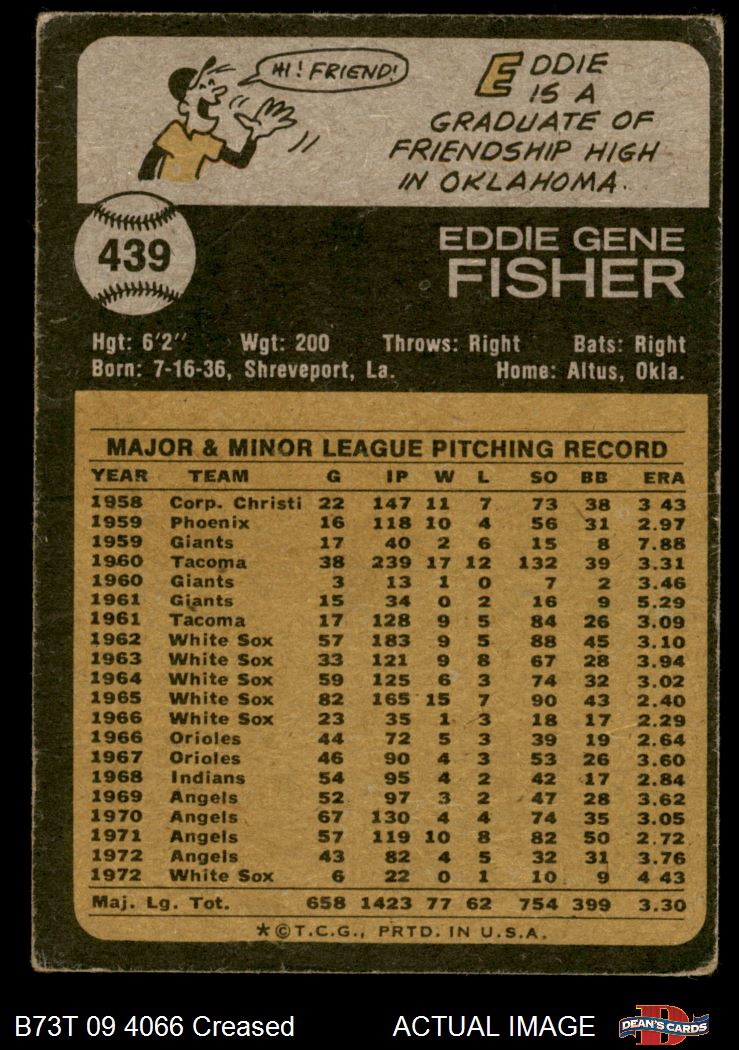 HI! FRIEND!
EDDIE
IS A
GRADUATE OF
FRIENDSHIP HIGH
IN OKLAHOMA.
439
EDDIE GENE
FISHER
Hgt: 6'2" Wgt: 200 Throws: Right Bats: Right
Born: 7-16-36, Shreveport, La. Home: Altus, Okla.
MAJOR & MINOR LEAGUE PITCHING RECORD
YEAR TEAM G IP W L SO BB ERA
1958 Corp. Christi 22 147 11 7 73 38 3 43
1959 Phoenix 16 118 10 4 56 31 2.97
1959 Giants 17 40 2 6 15 8 7.88
1960 Tacoma 38 239 17 12 132 39 3.31
1960 Giants 3 13 1 0 7 2 3.46
1961 Giants 15 34 0 2 16 9 5.29
1961 Tacoma 17 128 9 5 84 26 3.09
1962 White Sox 57 183 9 5 88 45 3.10
1963 White Sox 33 121 9 8 67 28 3.94
1964 White Sox 59 125 6 3 74 32 3.02
1965 White Sox 82 165 15 7 90 43 2.40
1966 White Sox 23 35 1 3 18 17 2.29
1966 Orioles 44 72 5 3 39 19 2.64
1967 Orioles 46 90 4 3 53 26 3.60
1968 Indians 54 95 4 2 42 17 2.84
1969 Angels 52 97 3 2 47 28 3.62
1970 Angels 67 130 4 4 74 35 3.05
1971 Angels 57 119 10 8 82 50 2.72
1972 Angels 43 82 4 5 32 31 3.76
1972 White Sox 6 22 0 1 10 9 4 43
Maj. Lg. Tot. 658 1423 77 62 754 399 3.30
*©T.C.G., PRTD. IN U.S.A.
B73T 09 4066 Creased ACTUAL IMAGE
D
DEAN'S CARDS